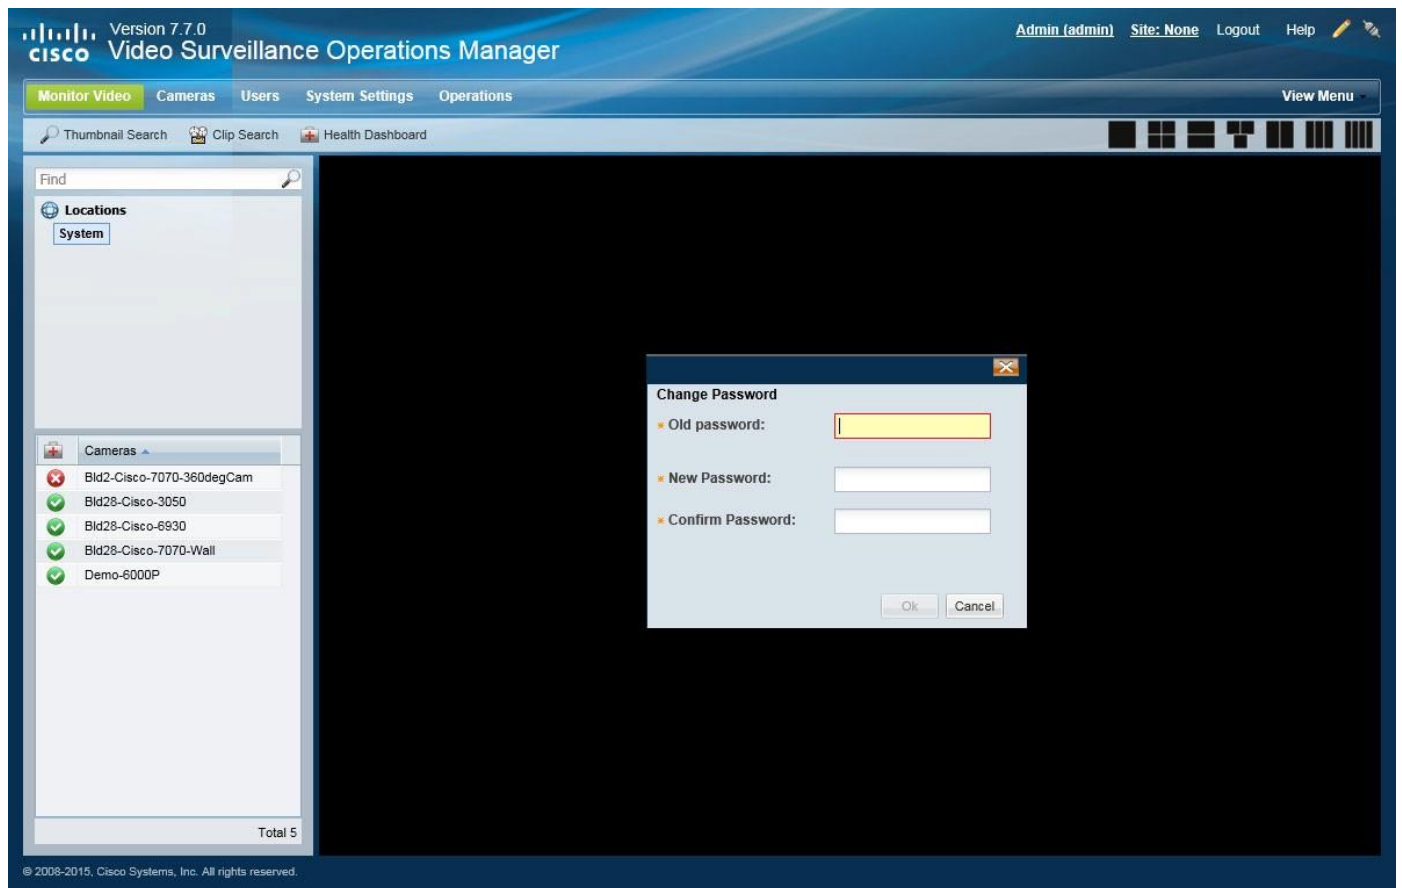 Version 7.7.0
CISCO Video Surveillance Operations Manager
Admin (admin) Site: None Logout Help
Monitor Video Cameras Users System Settings Operations View Menu
Thumbnail Search Clip Search Health Dashboard
Find
Locations
System
Change Password
Old password:
New Password:
Confirm Password:
Ok Cancel
Cameras
Bld2-Cisco-7070-360degCam
Bld28-Cisco-3050
Bld28-Cisco-6930
Bld28-Cisco-7070-Wall
Demo-6000P
Total 5
© 2008-2015, Cisco Systems, Inc. All rights reserved.